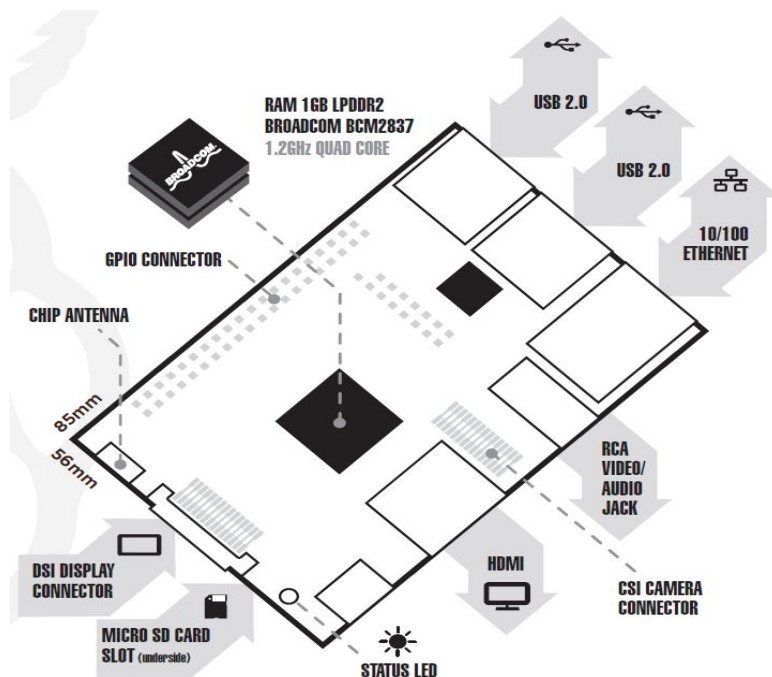 USB 2.0
RAM 1GB LPDDR2
BROADCOM BCM2837
1.2GHz QUAD CORE
BROADCOM
USB 2.0
10/100
ETHERNET
GPIO CONNECTOR
CHIP ANTENNA
85mm
56mm
RCA
VIDEO/
AUDIO
JACK
DSI DISPLAY
CONNECTOR
HDMI
CSI CAMERA
CONNECTOR
MICRO SD CARD
SLOT (underside)
STATUS LED